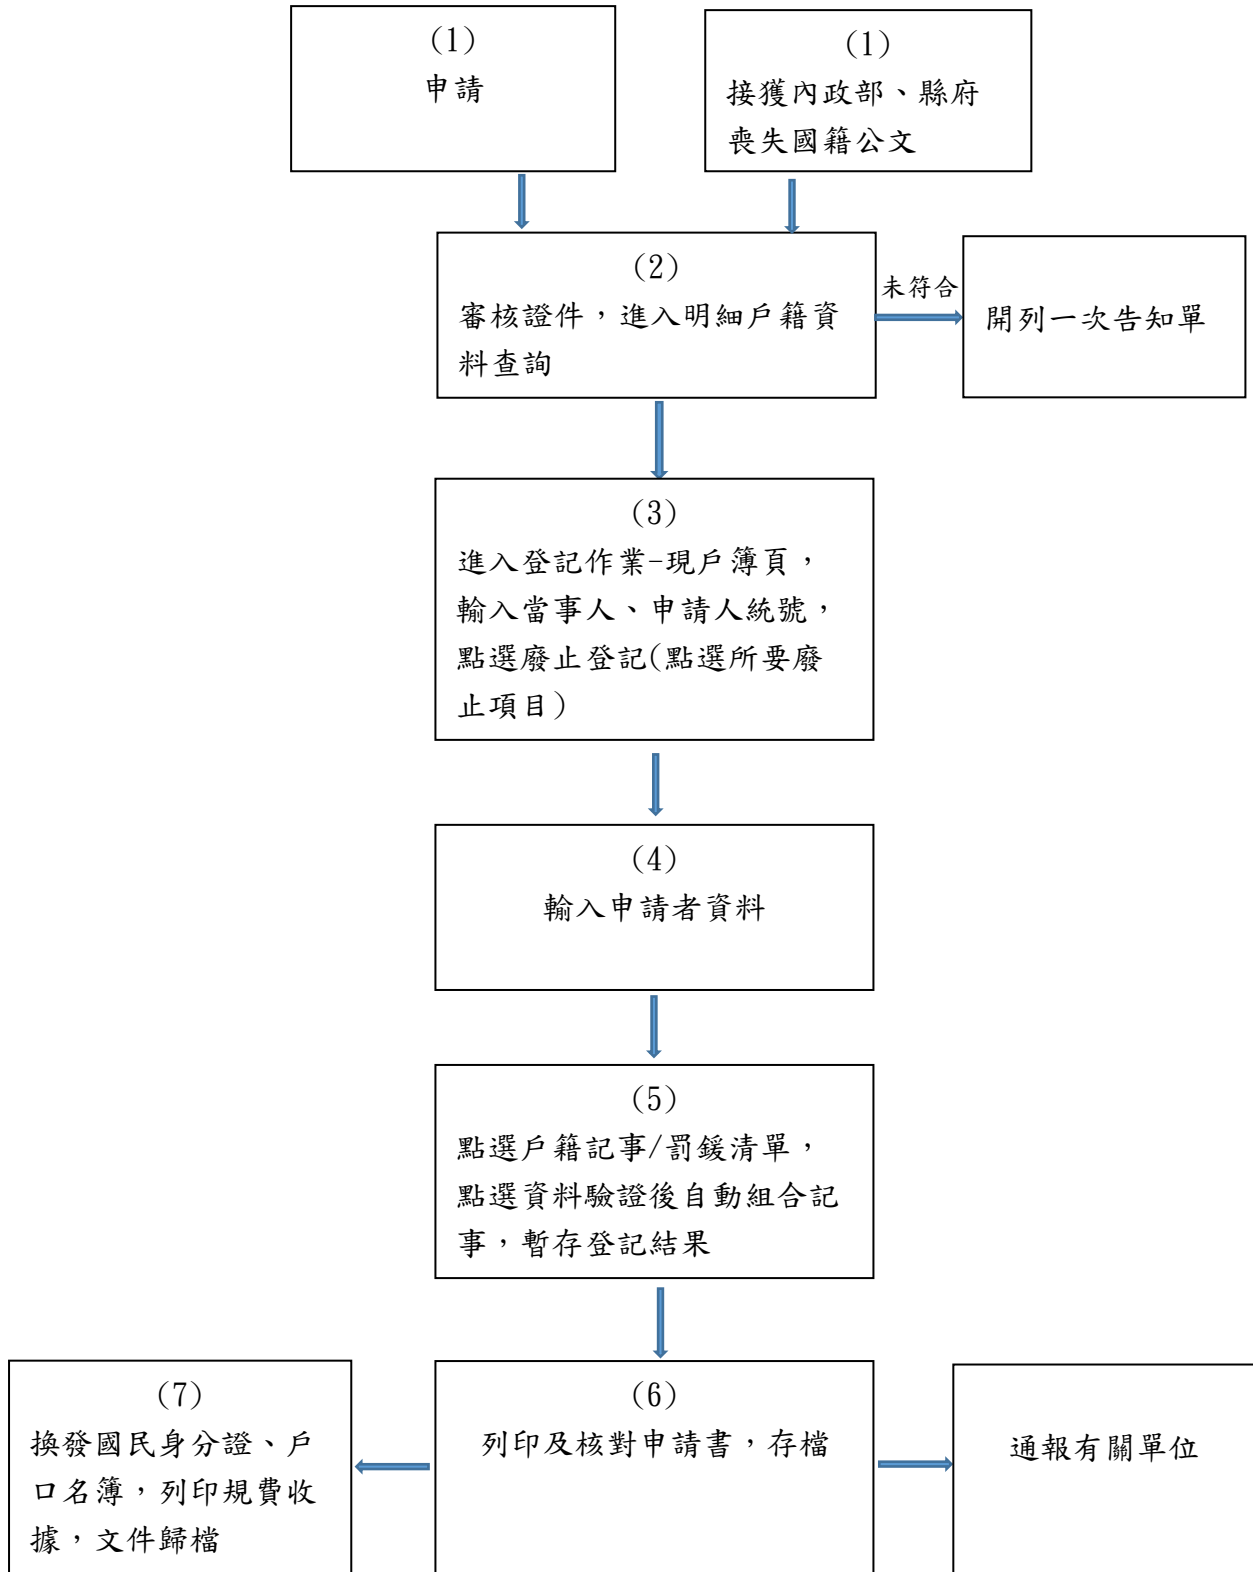 (1)
申請
(1)
接獲內政部、縣府
喪失國籍公文
(2)
審核證件，進入明細戶籍資
料查詢
未符合
開列一次告知單
(3)
進入登記作業-現戶簿頁，
輸入當事人、申請人統號，
點選廢止登記(點選所要廢
止項目)
(4)
輸入申請者資料
(5)
點選戶籍記事/罰鍰清單，
點選資料驗證後自動組合記
事，暫存登記結果
(7)
換發國民身分證、戶
口名簿，列印規費收
據，文件歸檔
(6)
列印及核對申請書，存檔
通報有關單位